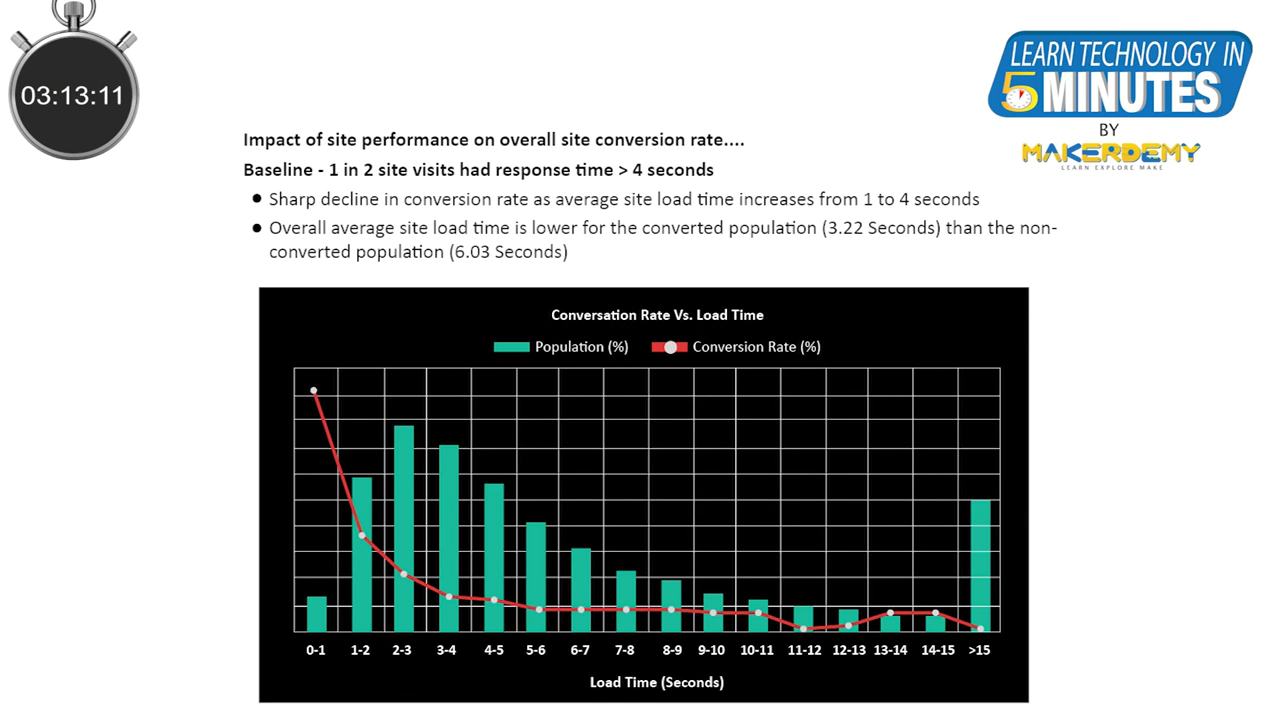 03:13:11
LEARN TECHNOLOGY IN
5 MINUTES
BY
MAKERDEMY
LEARN EXPLORE MAKE
Impact of site performance on overall site conversion rate....
Baseline - 1 in 2 site visits had response time > 4 seconds
● Sharp decline in conversion rate as average site load time increases from 1 to 4 seconds
● Overall average site load time is lower for the converted population (3.22 Seconds) than the non-
converted population (6.03 Seconds)
Conversation Rate Vs. Load Time
Population (%) Conversion Rate (%)
0-1 1-2 2-3 3-4 4-5 5-6 6-7 7-8 8-9 9-10 10-11 11-12 12-13 13-14 14-15 >15
Load Time (Seconds)